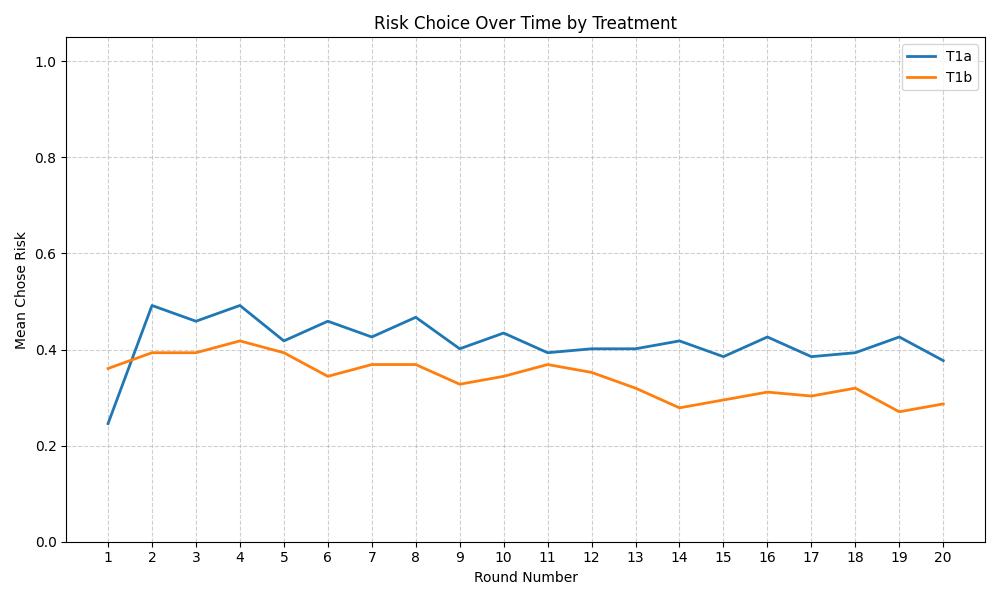 Risk Choice Over Time by Treatment
T1a
T1b
Mean Chose Risk
1.0
0.8
0.6
0.4
0.2
0.0
1 2 3 4 5 6 7 8 9 10 11 12 13 14 15 16 17 18 19 20
Round Number